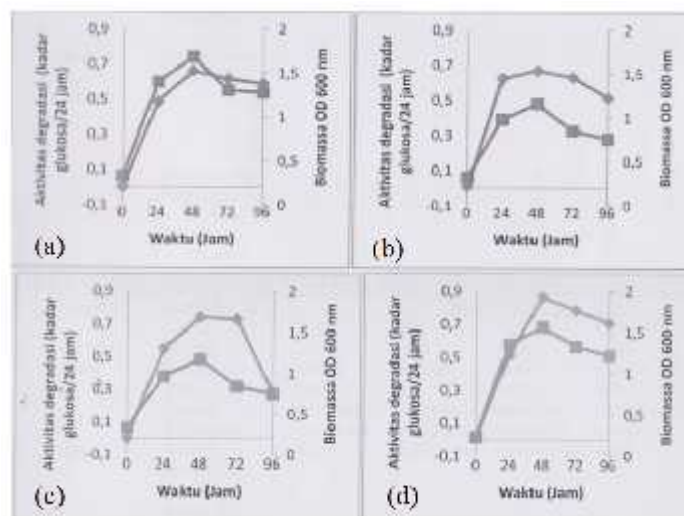 Aktivitas degradasi (kadar
glukosa/24 jam)
0,9
0,7
0,5
0,3
0,1
-0,1
0 24 48 72 96
Waktu (Jam)
2
1,5
1
0,5
0
Biomassa OD 600 nm
(a)
Aktivitas degradasi (kadar
glukosa/24 jam)
0,9
0,7
0,5
0,3
0,1
-0,1
0 24 48 72 96
Waktu (Jam)
2
1,5
1
0,5
0
Biomassa OD 600 nm
(b)
Aktivitas degradasi (kadar
glukosa/24 jam)
0,9
0,7
0,5
0,3
0,1
-0,1
0 24 48 72 96
Waktu (Jam)
2
1,5
1
0,5
0
Biomassa OD 600 nm
(c)
Aktivitas degradasi (kadar
glukosa/24 jam)
0,9
0,7
0,5
0,3
0,1
-0,1
0 24 48 72 96
Waktu (Jam)
2
1,5
1
0,5
0
Biomassa OD 600 nm
(d)